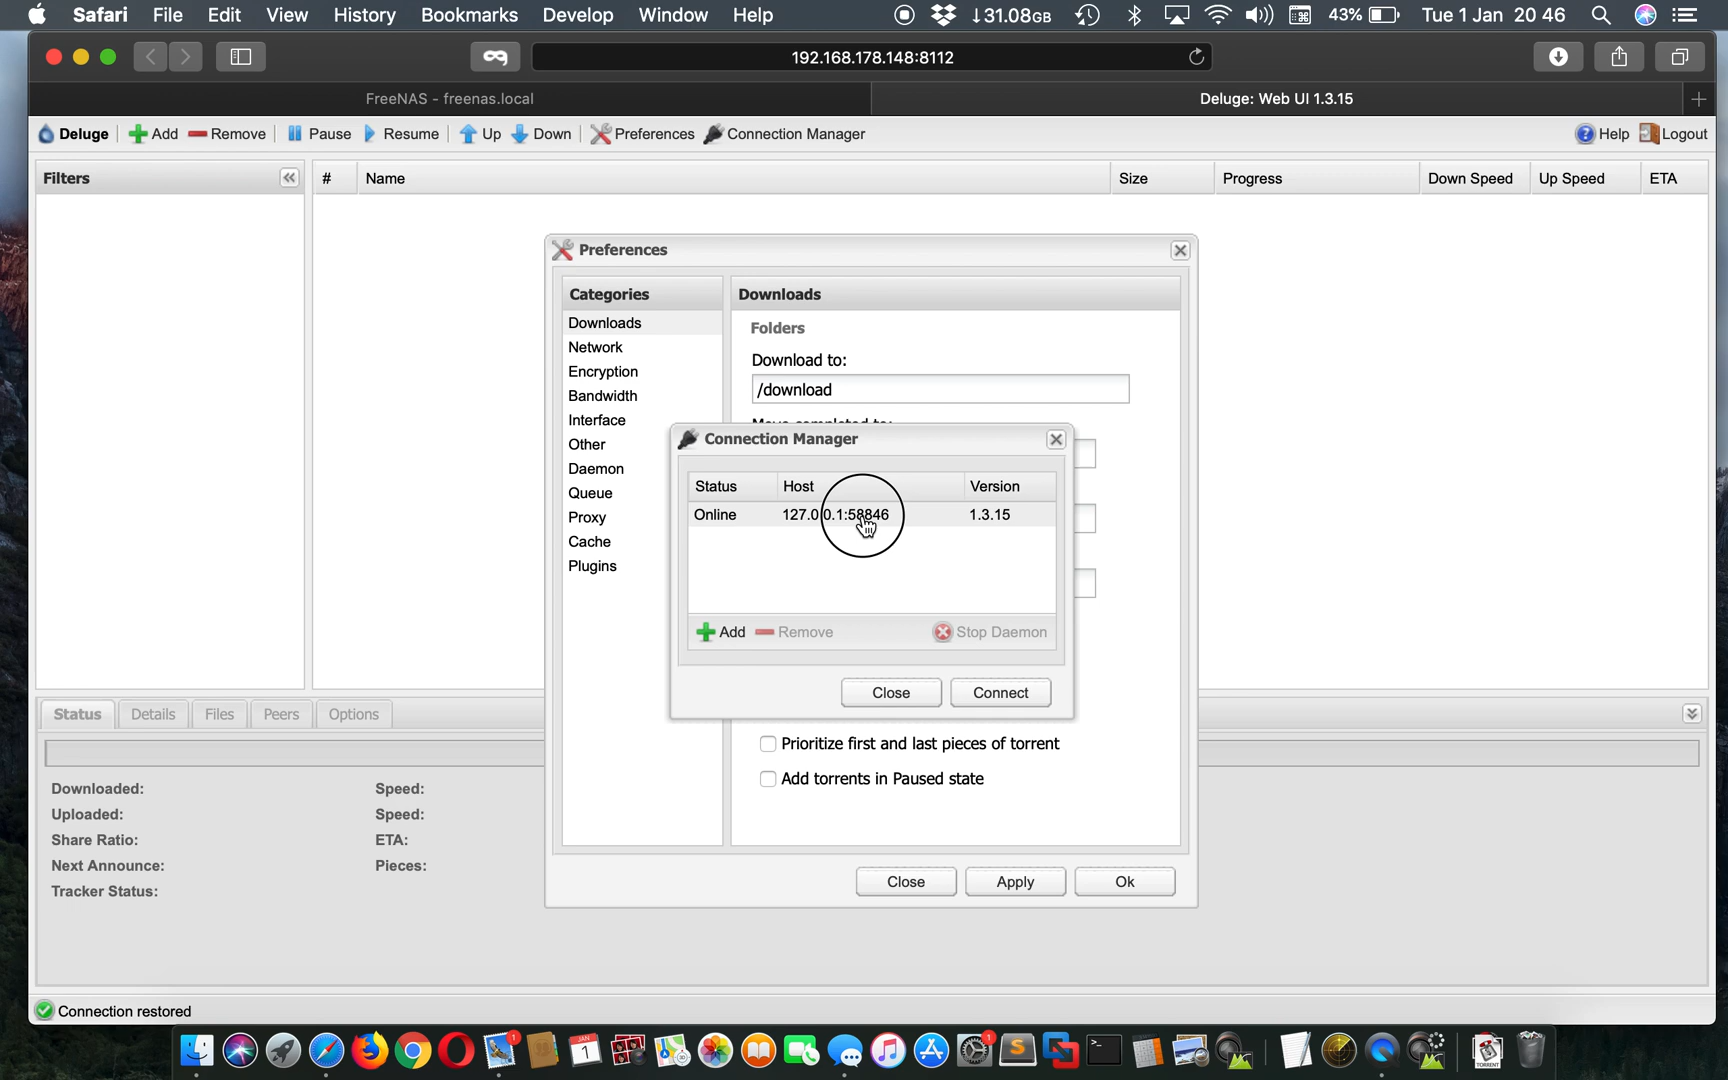 Safari File Edit View History Bookmarks Develop Window Help ↓31.08GB 43% Tue 1 Jan 20 46
192.168.178.148:8112
FreeNAS - freenas.local Deluge: Web UI 1.3.15
Deluge Add Remove Pause Resume Up Down Preferences Connection Manager Help Logout
Filters # Name Size Progress Down Speed Up Speed ETA
Preferences
Categories Downloads
Downloads
Network
Encryption
Bandwidth
Interface
Other
Daemon
Queue
Proxy
Cache
Plugins
Folders
Download to:
/download
Connection Manager
Status Host Version
Online 127.0.0.1:58846 1.3.15
Add Remove Stop Daemon
Close Connect
Prioritize first and last pieces of torrent
Add torrents in Paused state
Close Apply Ok
Status Details Files Peers Options
Downloaded: Speed:
Uploaded: Speed:
Share Ratio: ETA:
Next Announce: Pieces:
Tracker Status:
Connection restored